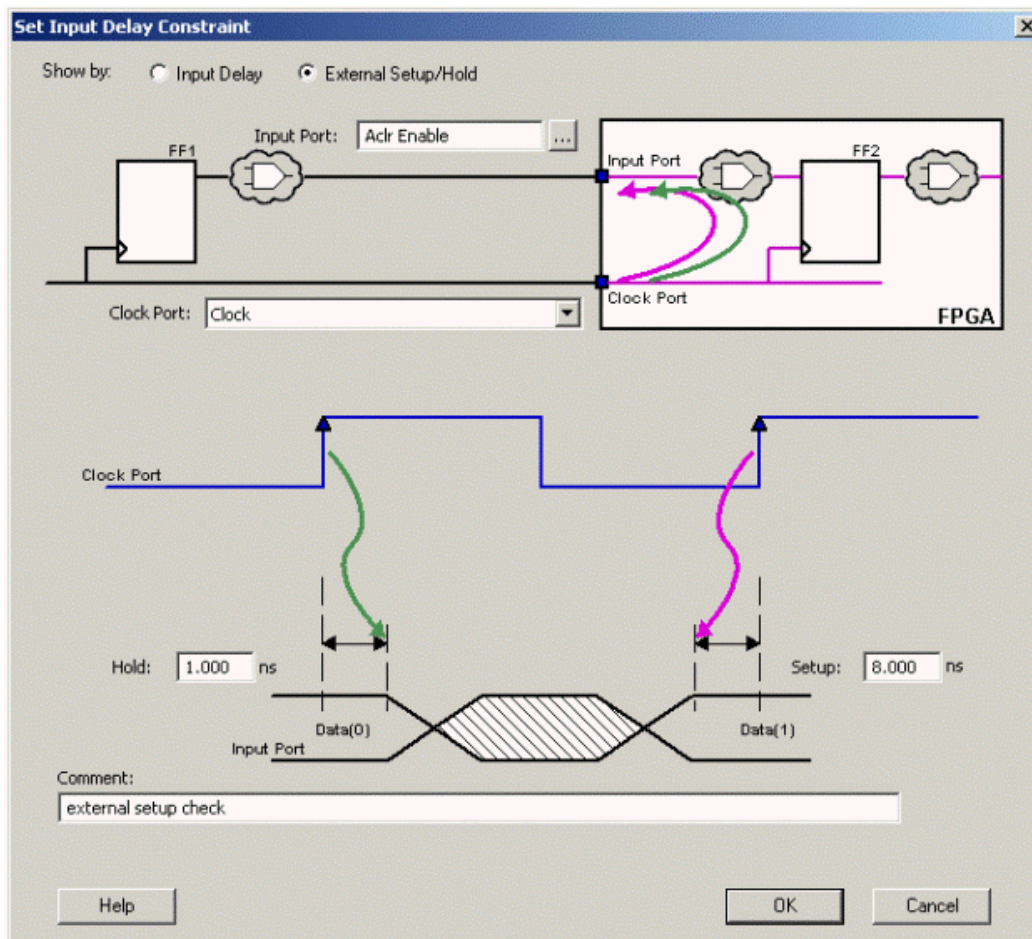 Set Input Delay Constraint
Show by: Input Delay External Setup/Hold
Input Port: Aclr Enable ...
FF1
Input Port
FF2
Clock Port: Clock
Clock Port
FPGA
Clock Port
Hold: 1.000 ns
Setup: 8.000 ns
Data(0)
Data(1)
Input Port
Comment:
external setup check
Help OK Cancel